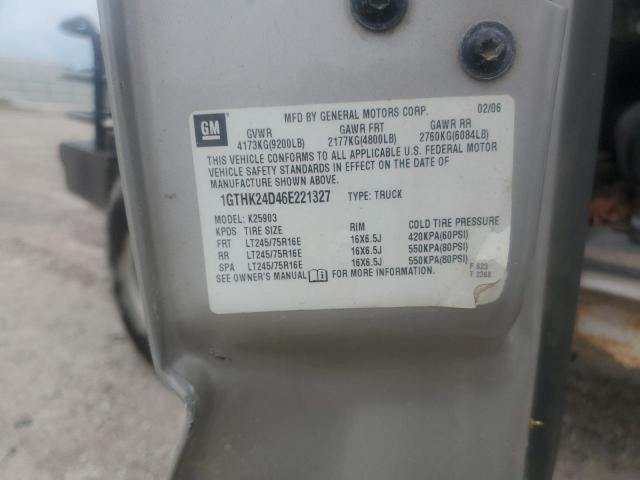 MFD BY GENERAL MOTORS CORP. 02/06
GM GVWR GAWR FRT GAWR RR
4173KG(9200LB) 2177KG(4800LB) 2760KG(6084LB)
THIS VEHICLE CONFORMS TO ALL APPLICABLE U.S. FEDERAL MOTOR
VEHICLE SAFETY STANDARDS IN EFFECT ON THE DATE OF
MANUFACTURE SHOWN ABOVE.
1GTHK24D46E221327 TYPE: TRUCK
MODEL: K25903
KPDS TIRE SIZE RIM COLD TIRE PRESSURE
FRT LT245/75R16E 16X6.5J 420KPA(60PSI)
RR LT245/75R16E 16X6.5J 550KPA(80PSI)
SPA LT245/75R16E 16X6.5J 550KPA(80PSI)
SEE OWNER'S MANUAL FOR MORE INFORMATION.
F 623
T 2368